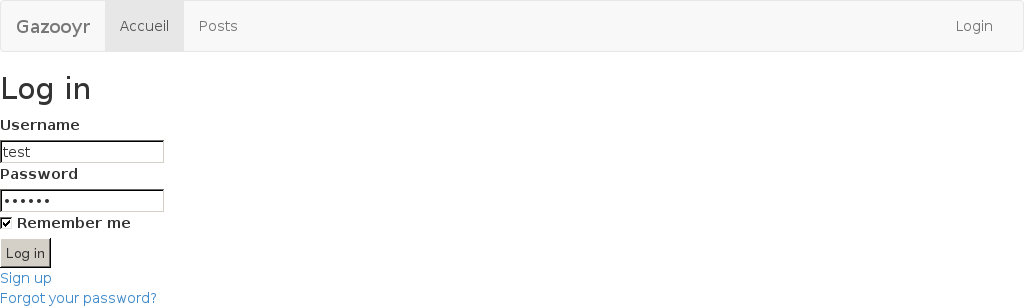 Gazooyr Accueil Posts Login
Log in
Username
test
Password
••••••
Remember me
Log in
Sign up
Forgot your password?